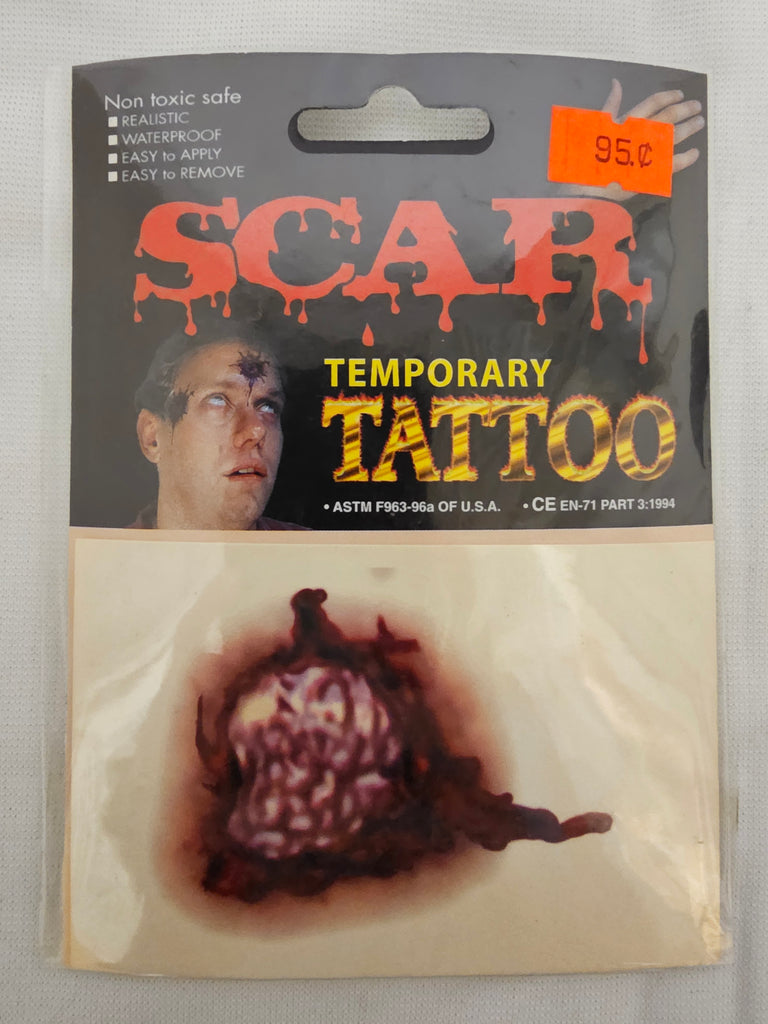 Non toxic safe
REALISTIC
WATERPROOF
EASY to APPLY
EASY to REMOVE
95.¢
SCAR
TEMPORARY
TATTOO
• ASTM F963-96a OF U.S.A. • CE EN-71 PART 3:1994